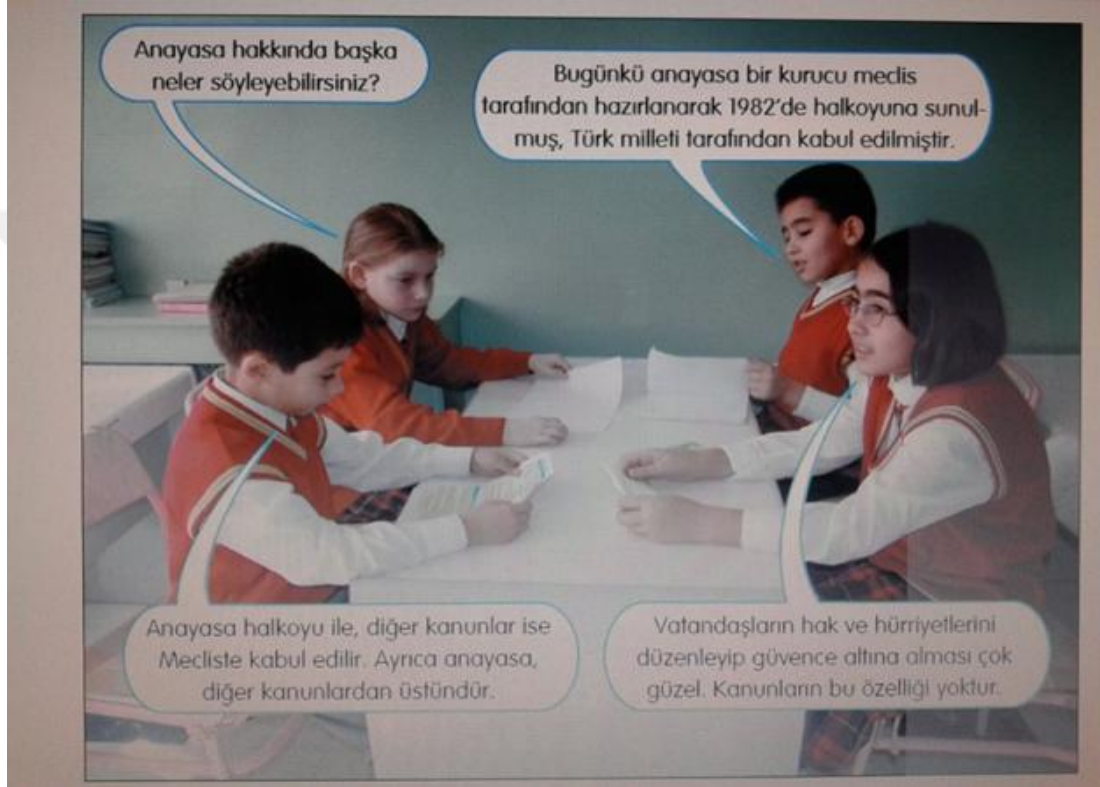 Anayasa hakkında başka
neler söyleyebilirsiniz?
Bugünkü anayasa bir kurucu meclis
tarafından hazırlanarak 1982'de halkoyuna sunul-
muş, Türk milleti tarafından kabul edilmiştir.
Anayasa halkoyu ile, diğer kanunlar ise
Mecliste kabul edilir. Ayrıca anayasa,
diğer kanunlardan üstündür.
Vatandaşların hak ve hürriyetlerini
düzenleyip güvence altına alması çok
güzel. Kanunların bu özelliği yoktur.